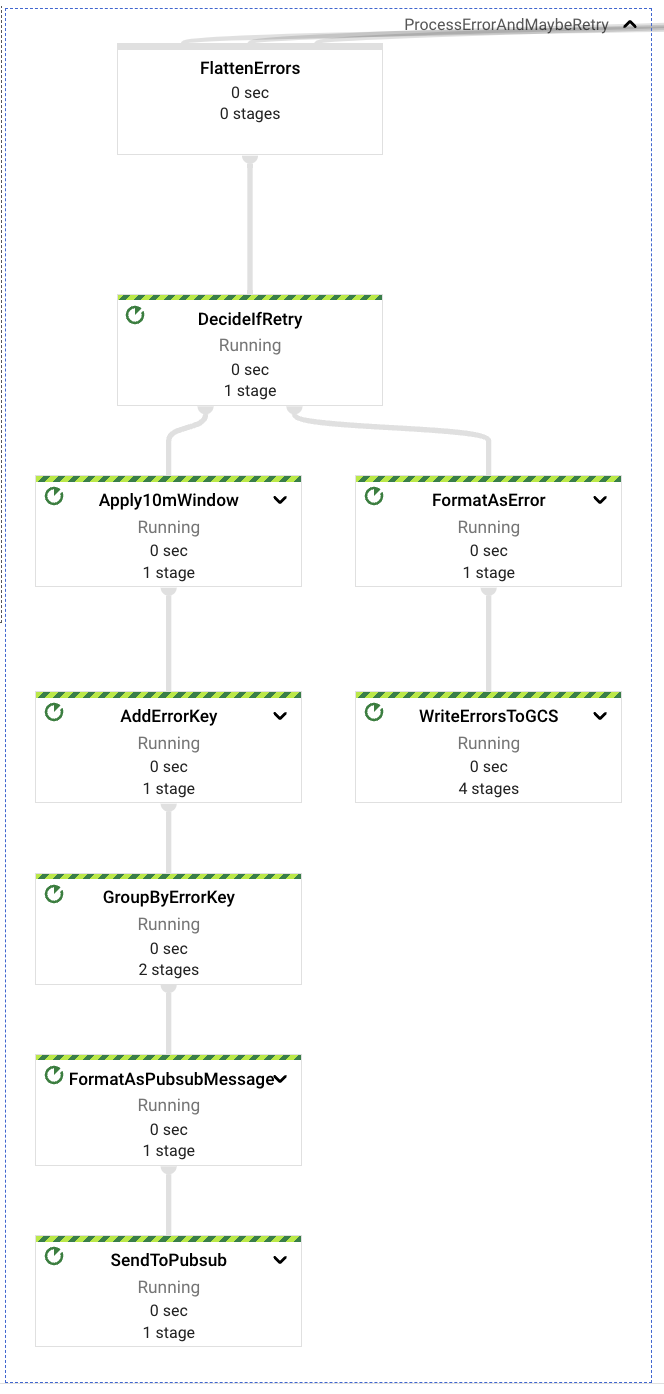 ProcessErrorAndMaybeRetry
FlattenErrors
0 sec
0 stages
DecideIfRetry
Running
0 sec
1 stage
Apply10mWindow
Running
0 sec
1 stage
FormatAsError
Running
0 sec
1 stage
AddErrorKey
Running
0 sec
1 stage
WriteErrorsToGCS
Running
0 sec
4 stages
GroupByErrorKey
Running
0 sec
2 stages
FormatAsPubsubMessage
Running
0 sec
1 stage
SendToPubsub
Running
0 sec
1 stage